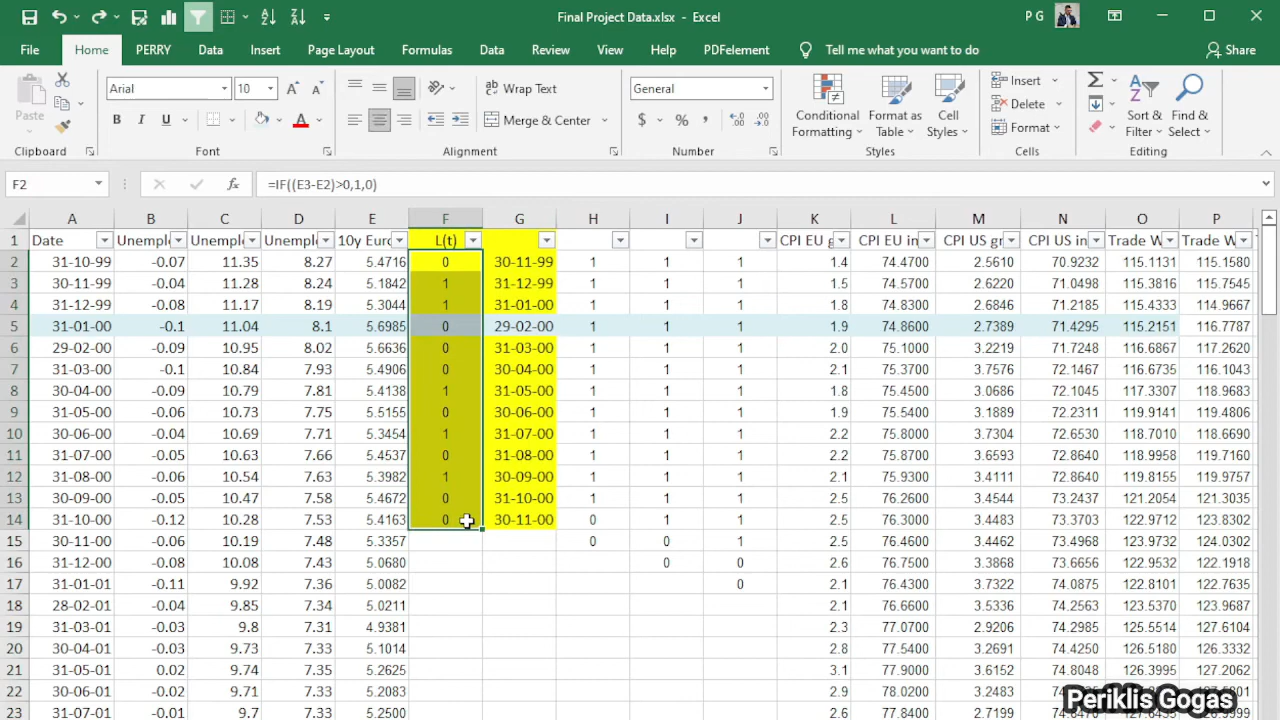 Final Project Data.xlsx - Excel
P G
File Home PERRY Data Insert Page Layout Formulas Data Review View Help PDFelement Tell me what you want to do Share
Paste
Arial 10
B I U
Wrap Text
Merge & Center
General
$ % ,
Conditional Formatting
Format as Table
Cell Styles
Insert
Delete
Format
Sort & Filter
Find & Select
Clipboard Font Alignment Number Styles Cells Editing
F2 fx =IF((E3-E2)>0,1,0)
A B C D E F G H I J K L M N O P
1 Date Unempl Unempl Unempl 10y Euro L(t) CPI EU g CPI EU in CPI US gr CPI US in Trade W Trade W
2 31-10-99 -0.07 11.35 8.27 5.4716 0 30-11-99 1 1 1 1.4 74.4700 2.5610 70.9232 115.1131 115.1580
3 30-11-99 -0.04 11.28 8.24 5.1842 1 31-12-99 1 1 1 1.5 74.5700 2.6220 71.0498 115.3816 115.7545
4 31-12-99 -0.08 11.17 8.19 5.3044 1 31-01-00 1 1 1 1.8 74.8300 2.6846 71.2185 115.4333 114.9667
5 31-01-00 -0.1 11.04 8.1 5.6985 0 29-02-00 1 1 1 1.9 74.8600 2.7389 71.4295 115.2151 116.7787
6 29-02-00 -0.09 10.95 8.02 5.6636 0 31-03-00 1 1 1 2.0 75.1000 3.2219 71.7248 116.6867 117.2620
7 31-03-00 -0.1 10.84 7.93 5.4906 0 30-04-00 1 1 1 2.1 75.3700 3.7576 72.1467 116.6735 116.1043
8 30-04-00 -0.09 10.79 7.81 5.4138 1 31-05-00 1 1 1 1.8 75.4500 3.0686 72.1045 117.3307 118.9683
9 31-05-00 -0.06 10.73 7.75 5.5155 0 30-06-00 1 1 1 1.9 75.5400 3.1889 72.2311 119.9141 119.4806
10 30-06-00 -0.04 10.69 7.71 5.3454 1 31-07-00 1 1 1 2.2 75.8000 3.7304 72.6530 118.7010 118.6690
11 31-07-00 -0.05 10.63 7.66 5.4537 0 31-08-00 1 1 1 2.2 75.8700 3.6593 72.8640 118.9958 119.7160
12 31-08-00 -0.06 10.54 7.63 5.3982 1 30-09-00 1 1 1 2.1 75.9300 3.4111 72.8640 119.8155 119.9757
13 30-09-00 -0.05 10.47 7.58 5.4672 0 31-10-00 1 1 1 2.5 76.2600 3.4544 73.2437 121.2054 121.3035
14 31-10-00 -0.12 10.28 7.53 5.4163 0 30-11-00 0 1 1 2.5 76.3000 3.4483 73.3703 122.9712 123.8302
15 30-11-00 -0.06 10.19 7.48 5.3357 0 0 1 2.5 76.4900 3.4462 73.4968 123.9732 124.0302
16 31-12-00 -0.08 10.08 7.43 5.0680 0 0 2.6 76.7500 3.3868 73.6656 122.9532 122.1918
17 31-01-01 -0.11 9.92 7.36 5.0082 0 2.1 76.4300 3.7322 74.0875 122.8101 122.7635
18 28-02-01 -0.04 9.85 7.34 5.0211 2.1 76.6600 3.5336 74.2563 123.5370 123.9687
19 31-03-01 -0.03 9.8 7.31 4.9381 2.3 77.0700 2.9206 74.2985 125.5514 127.6104
20 30-04-01 -0.03 9.73 7.33 5.1014 2.8 77.5400 3.2691 74.4250 126.5180 126.3332
21 31-05-01 0.02 9.74 7.35 5.2625 3.1 77.9000 3.6152 74.8048 126.3995 127.2062
22 30-06-01 -0.02 9.71 7.33 5.2083 2.9 78.0200 3.2483
23 31-07-01 -0.01 9.7 7.33 5.2500 2.6 77.8400 2.7199
Periklis Gogas